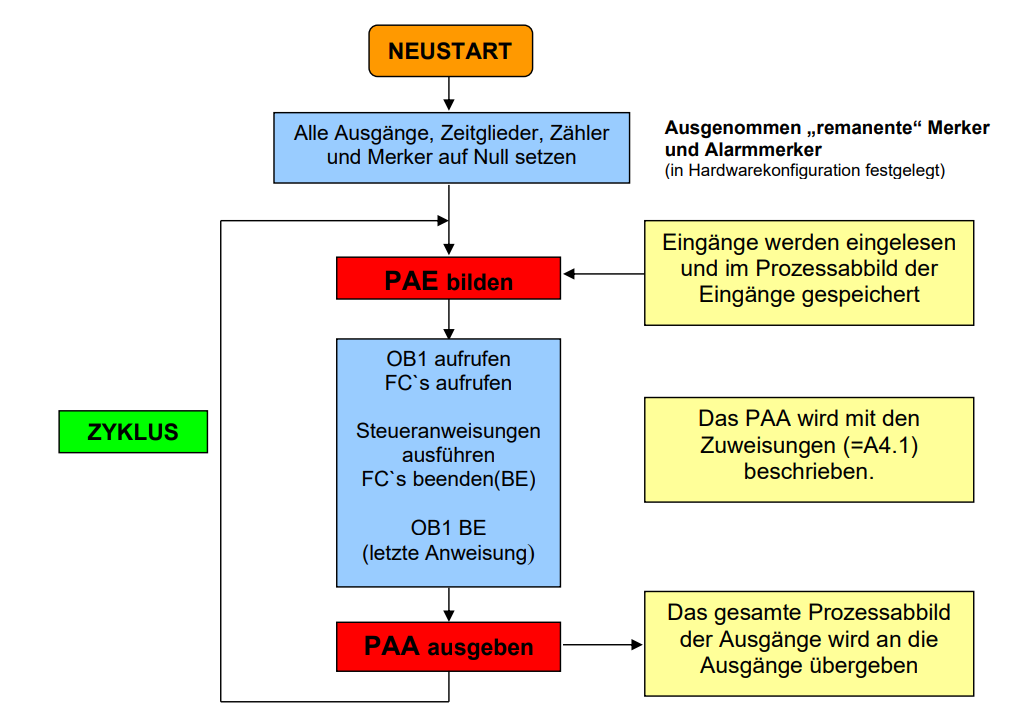 NEUSTART
Alle Ausgänge, Zeitglieder, Zähler
und Merker auf Null setzen
Ausgenommen „remanente“ Merker
und Alarmmerker
(in Hardwarekonfiguration festgelegt)
PAE bilden
Eingänge werden eingelesen
und im Prozessabbild der
Eingänge gespeichert
OB1 aufrufen
FC`s aufrufen
Steueranweisungen
ausführen
FC`s beenden(BE)
OB1 BE
(letzte Anweisung)
ZYKLUS
Das PAA wird mit den
Zuweisungen (=A4.1)
beschrieben.
PAA ausgeben
Das gesamte Prozessabbild
der Ausgänge wird an die
Ausgänge übergeben